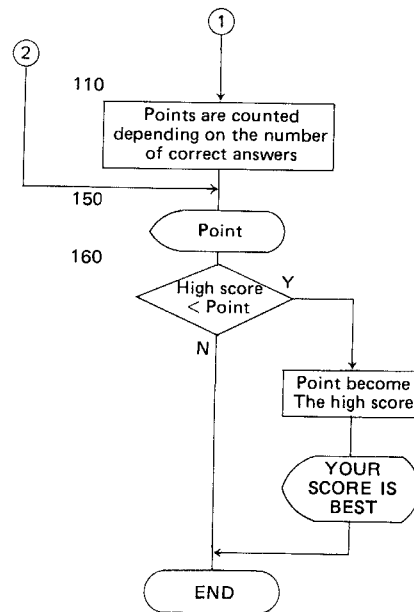 1
2
110
Points are counted
depending on the number
of correct answers
150
Point
160
High score
< Point
Y
N
Point become
The high score
YOUR
SCORE IS
BEST
END